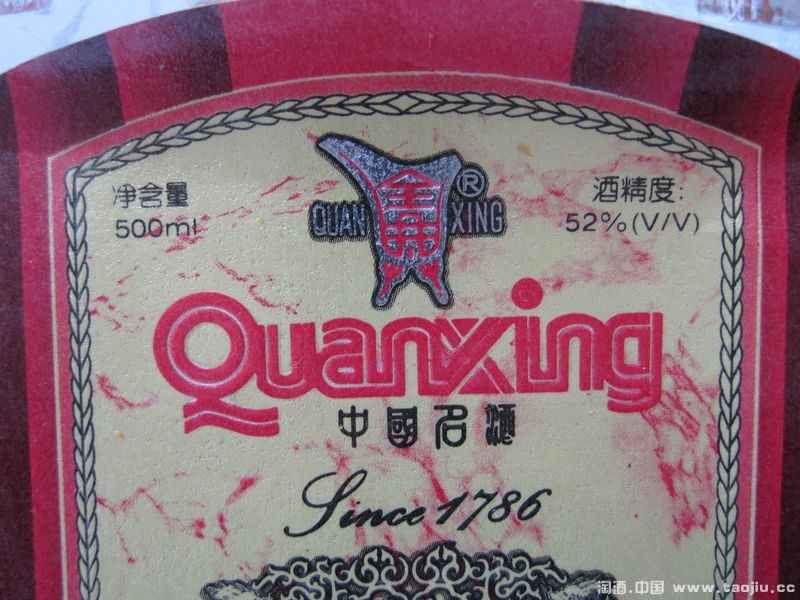 净含量
500ml
QUAN XING ®
酒精度:
52%(V/V)
Quanxing
中國名酒
Since 1786
淘酒.中国 www.taojiu.cc